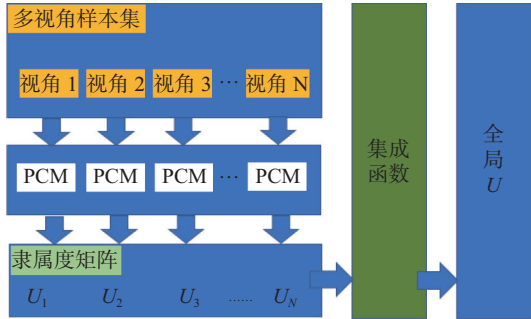 多视角样本集
视角 1 视角 2 视角 3 … 视角 N
PCM PCM PCM … PCM
隶属度矩阵
U1 U2 U3 …… UN
集成
函数
全
局
U